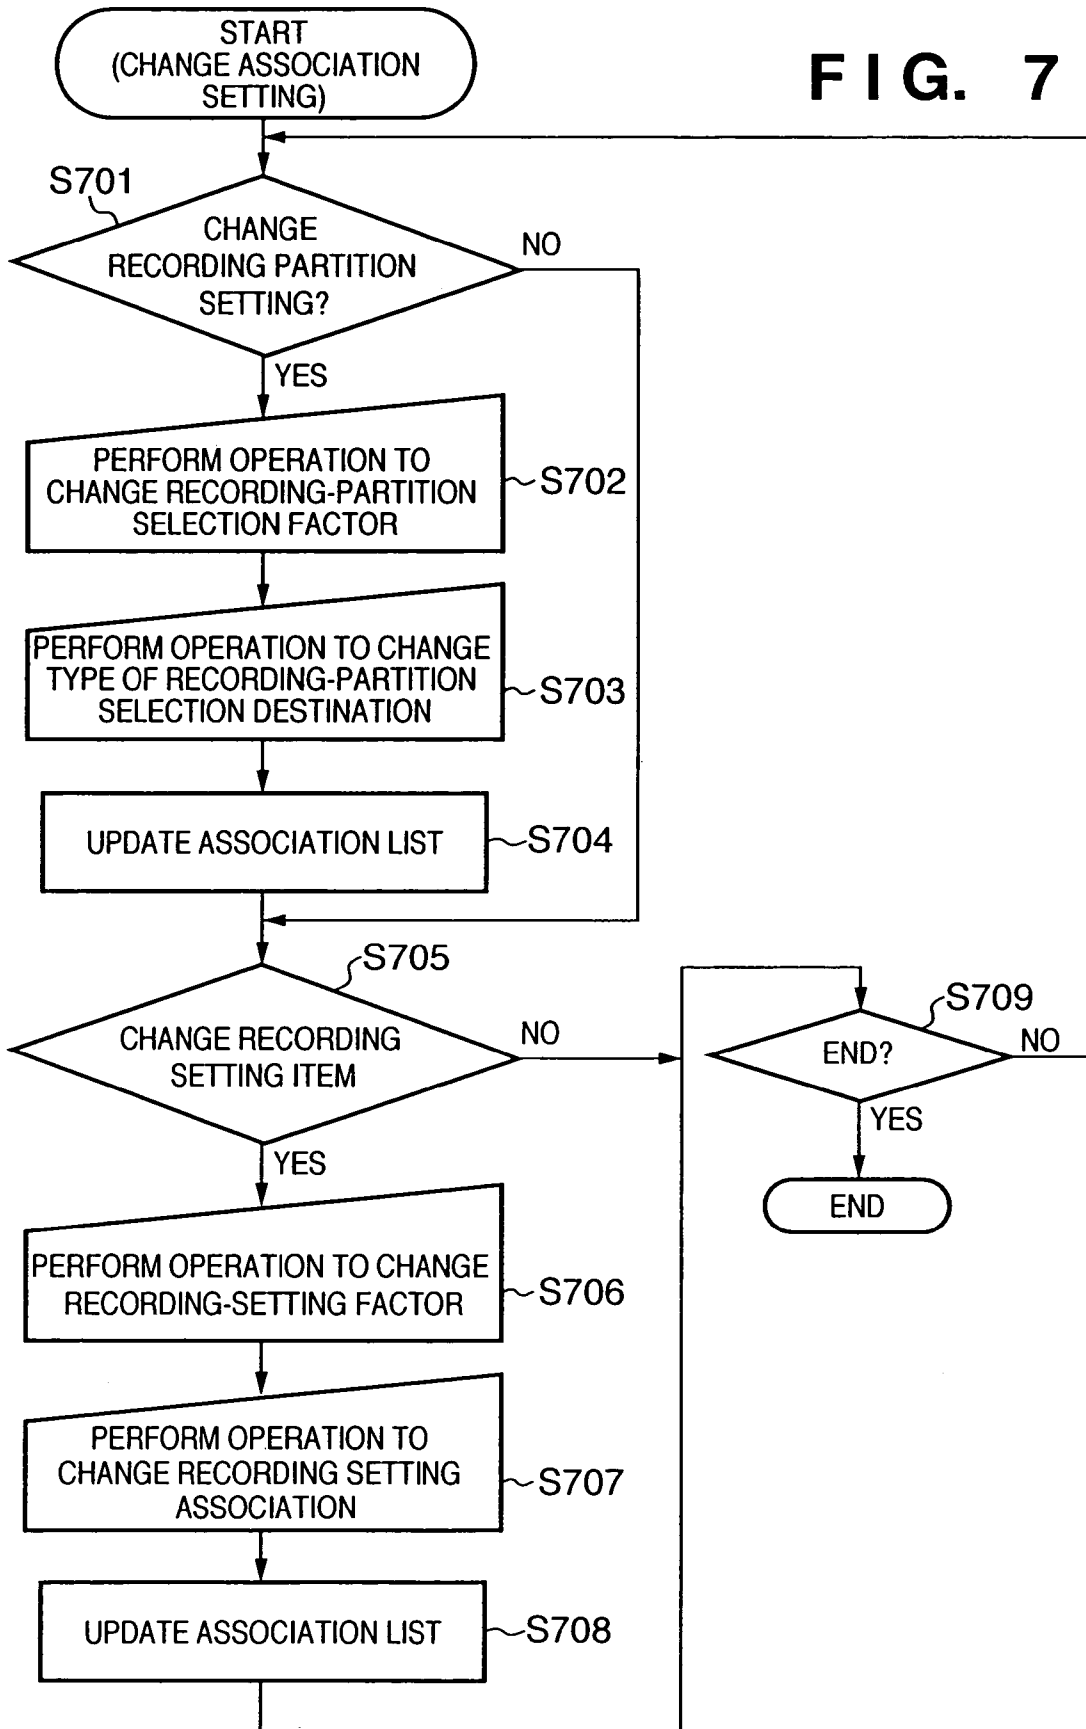 START
(CHANGE ASSOCIATION
SETTING)
FIG. 7
S701
CHANGE
RECORDING PARTITION
SETTING?
NO
YES
PERFORM OPERATION TO
CHANGE RECORDING-PARTITION
SELECTION FACTOR
S702
PERFORM OPERATION TO CHANGE
TYPE OF RECORDING-PARTITION
SELECTION DESTINATION
S703
UPDATE ASSOCIATION LIST
S704
S705
CHANGE RECORDING
SETTING ITEM
NO
YES
S709
END?
NO
YES
END
PERFORM OPERATION TO CHANGE
RECORDING-SETTING FACTOR
S706
PERFORM OPERATION TO
CHANGE RECORDING SETTING
ASSOCIATION
S707
UPDATE ASSOCIATION LIST
S708